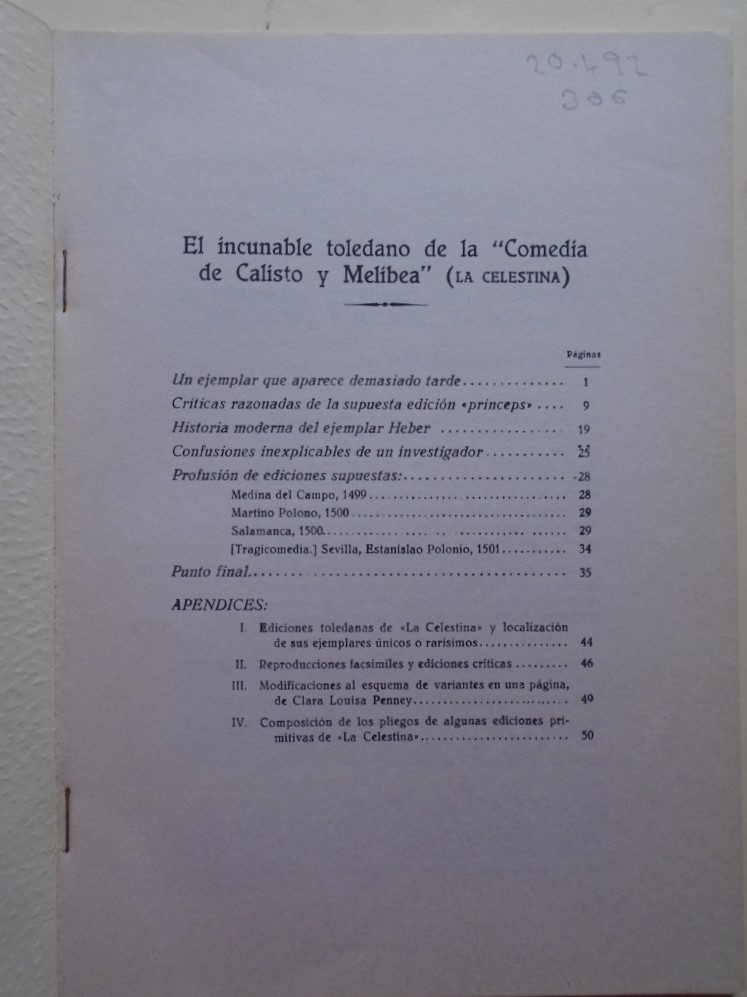 20.492
306
El incunable toledano de la "Comedia
de Calisto y Melibea" (LA CELESTINA)
Páginas
Un ejemplar que aparece demasiado tarde.............. 1
Críticas razonadas de la supuesta edición «princeps» .... 9
Historia moderna del ejemplar Heber ................. 19
Confusiones inexplicables de un investigador........... 25
Profusión de ediciones supuestas:...................... 28
Medina del Campo, 1499.................................. 28
Martino Polono, 1500 .................................... 29
Salamanca, 1500.......................................... 29
[Tragicomedia.] Sevilla, Estanislao Polonio, 1501........... 34
Punto final............................................. 35
APENDICES:
I. Ediciones toledanas de «La Celestina» y localización
de sus ejemplares únicos o rarísimos............... 44
II. Reproducciones facsímiles y ediciones críticas ......... 46
III. Modificaciones al esquema de variantes en una página,
de Clara Louisa Penney.......................... 49
IV. Composición de los pliegos de algunas ediciones pri-
mitivas de «La Celestina»......................... 50